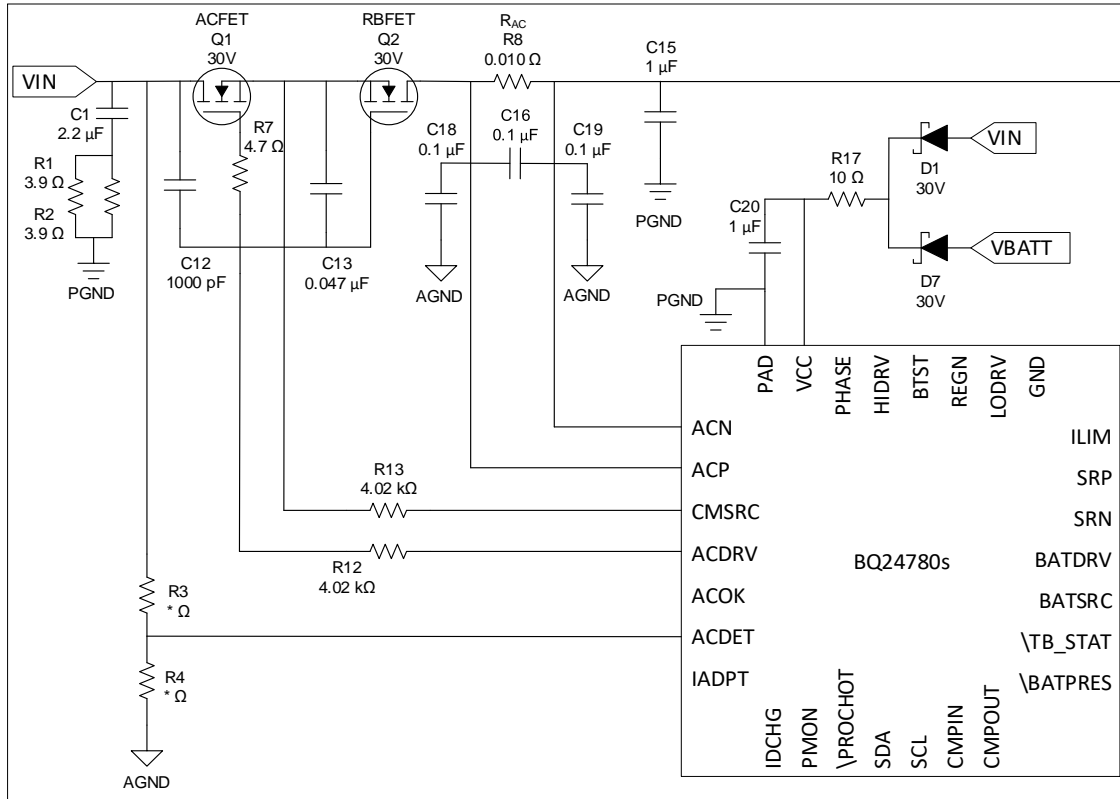 ACFET
Q1
30V
RBFET
Q2
30V
RAC
R8
0.010 Ω
C15
1 µF
VIN
C1
2.2 µF
R7
4.7 Ω
C18
0.1 µF
C16
0.1 µF
C19
0.1 µF
R1
3.9 Ω
R2
3.9 Ω
PGND
C12
1000 pF
C13
0.047 µF
AGND
AGND
PGND
R17
10 Ω
D1
30V
VIN
C20
1 µF
D7
30V
VBATT
PGND
PAD
VCC
PHASE
HIDRV
BTST
REGN
LODRV
GND
ACN
ACP
CMSRC
ACDRV
ACOK
ACDET
IADPT
R13
4.02 kΩ
R12
4.02 kΩ
R3
* Ω
R4
* Ω
AGND
BQ24780s
ILIM
SRP
SRN
BATDRV
BATSRC
\TB_STAT
\BATPRES
IDCHG
PMON
\PROCHOT
SDA
SCL
CMPIN
CMPOUT